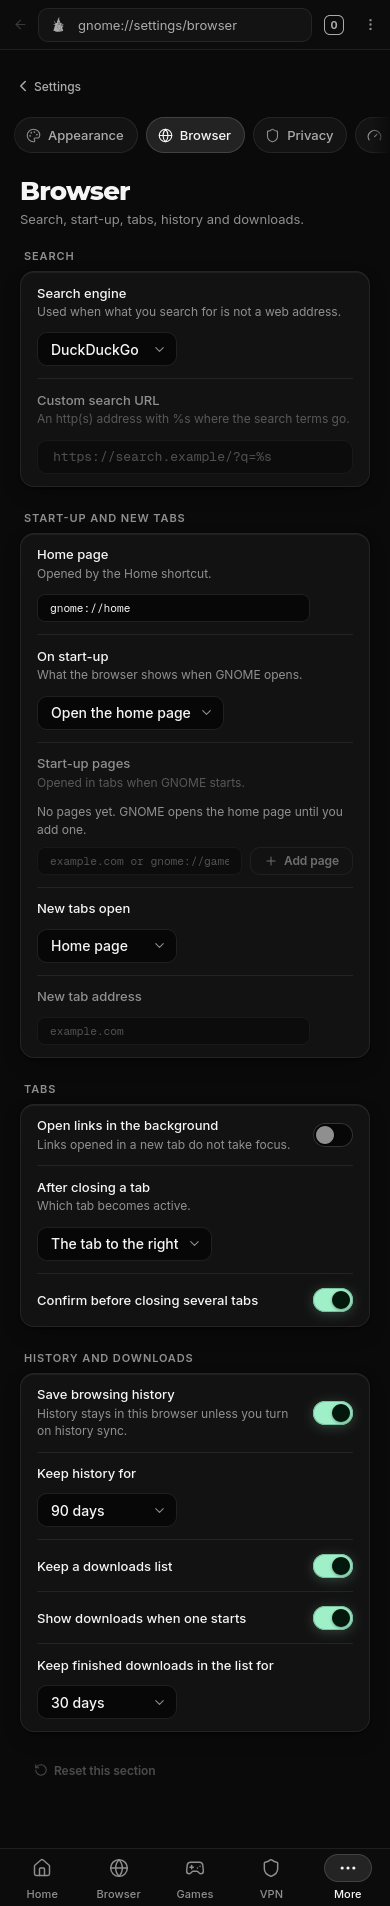 gnome://settings/browser
0
Settings
Appearance
Browser
Privacy
Browser
Search, start-up, tabs, history and downloads.
SEARCH
Search engine
Used when what you search for is not a web address.
DuckDuckGo
Custom search URL
An http(s) address with %s where the search terms go.
https://search.example/?q=%s
START-UP AND NEW TABS
Home page
Opened by the Home shortcut.
gnome://home
On start-up
What the browser shows when GNOME opens.
Open the home page
Start-up pages
Opened in tabs when GNOME starts.
No pages yet. GNOME opens the home page until you
add one.
example.com or gnome://game
Add page
New tabs open
Home page
New tab address
example.com
TABS
Open links in the background
Links opened in a new tab do not take focus.
After closing a tab
Which tab becomes active.
The tab to the right
Confirm before closing several tabs
HISTORY AND DOWNLOADS
Save browsing history
History stays in this browser unless you turn
on history sync.
Keep history for
90 days
Keep a downloads list
Show downloads when one starts
Keep finished downloads in the list for
30 days
Reset this section
Home
Browser
Games
VPN
More